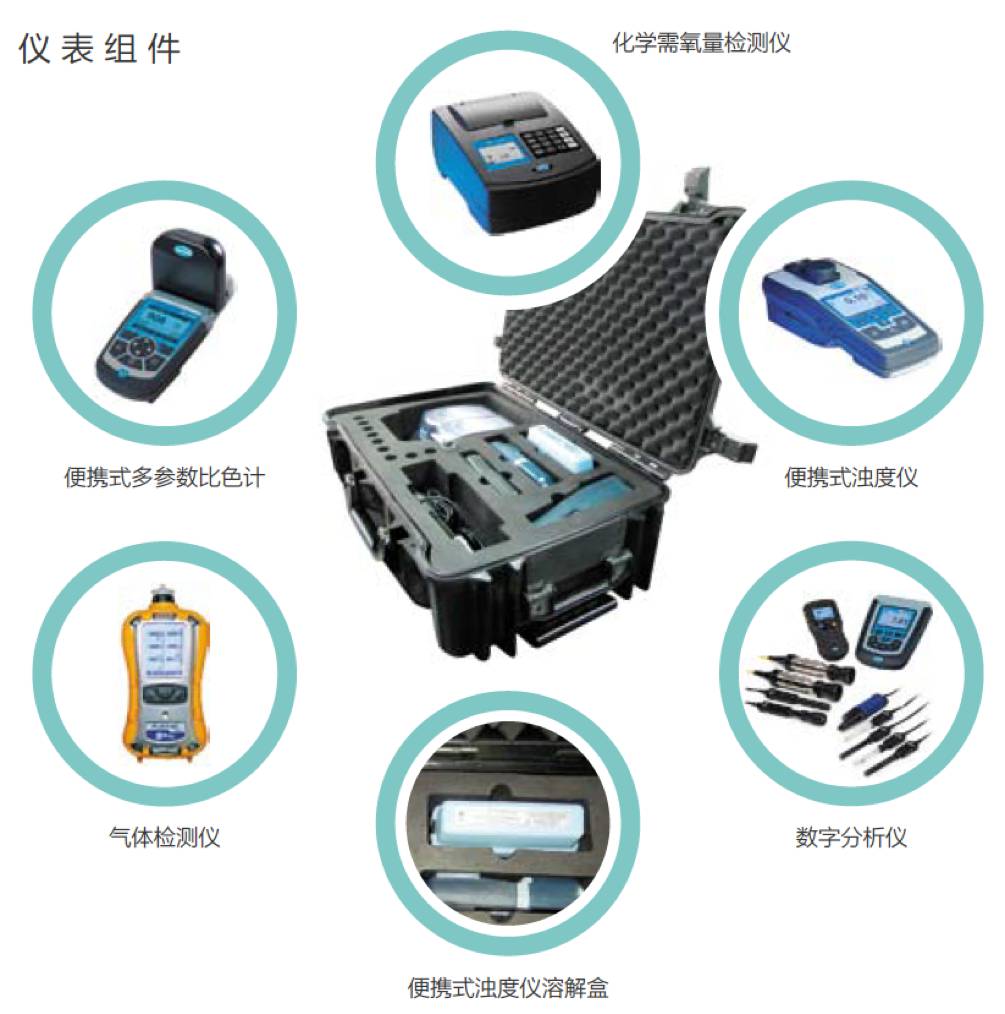 仪表组件
化学需氧量检测仪
便携式多参数比色计
便携式浊度仪
气体检测仪
数字分析仪
便携式浊度仪溶解盒